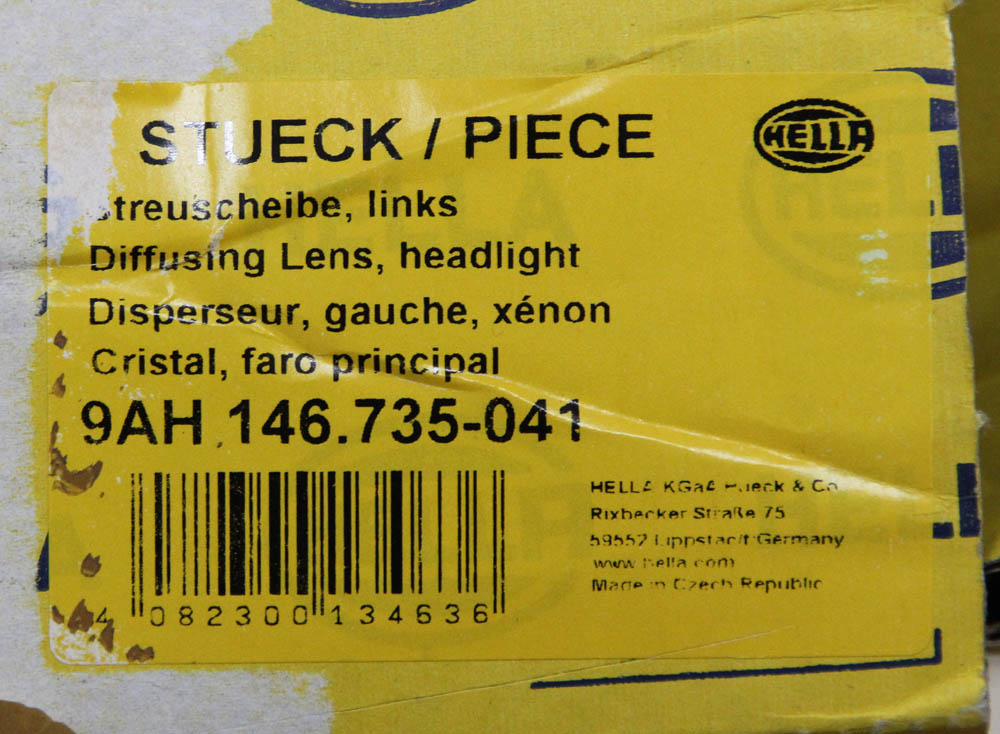 STUECK / PIECE
HELLA
Streuscheibe, links
Diffusing Lens, headlight
Disperseur, gauche, xénon
Cristal, faro principal
9AH 146.735-041
4 082300 134636
HELLA KGaA Hueck & Co
Rixbecker Straße 75
59552 Lippstadt/Germany
www.hella.com
Made in Czech Republic